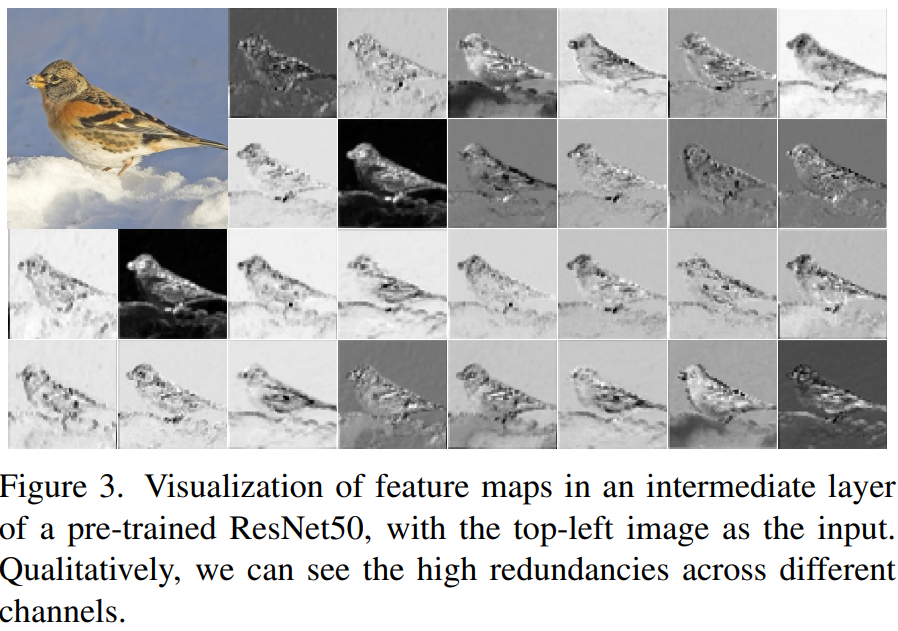 Figure 3. Visualization of feature maps in an intermediate layer
of a pre-trained ResNet50, with the top-left image as the input.
Qualitatively, we can see the high redundancies across different
channels.